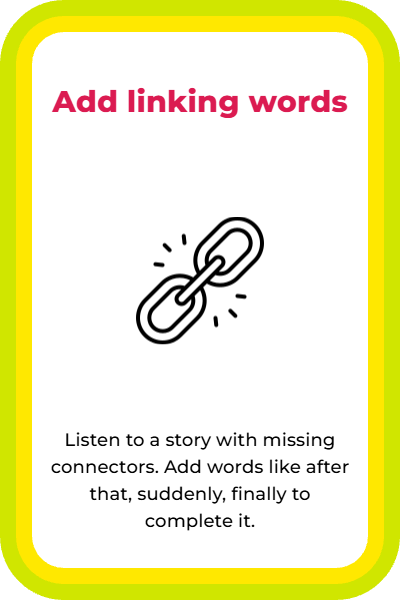 Add linking words
Listen to a story with missing
connectors. Add words like after
that, suddenly, finally to
complete it.